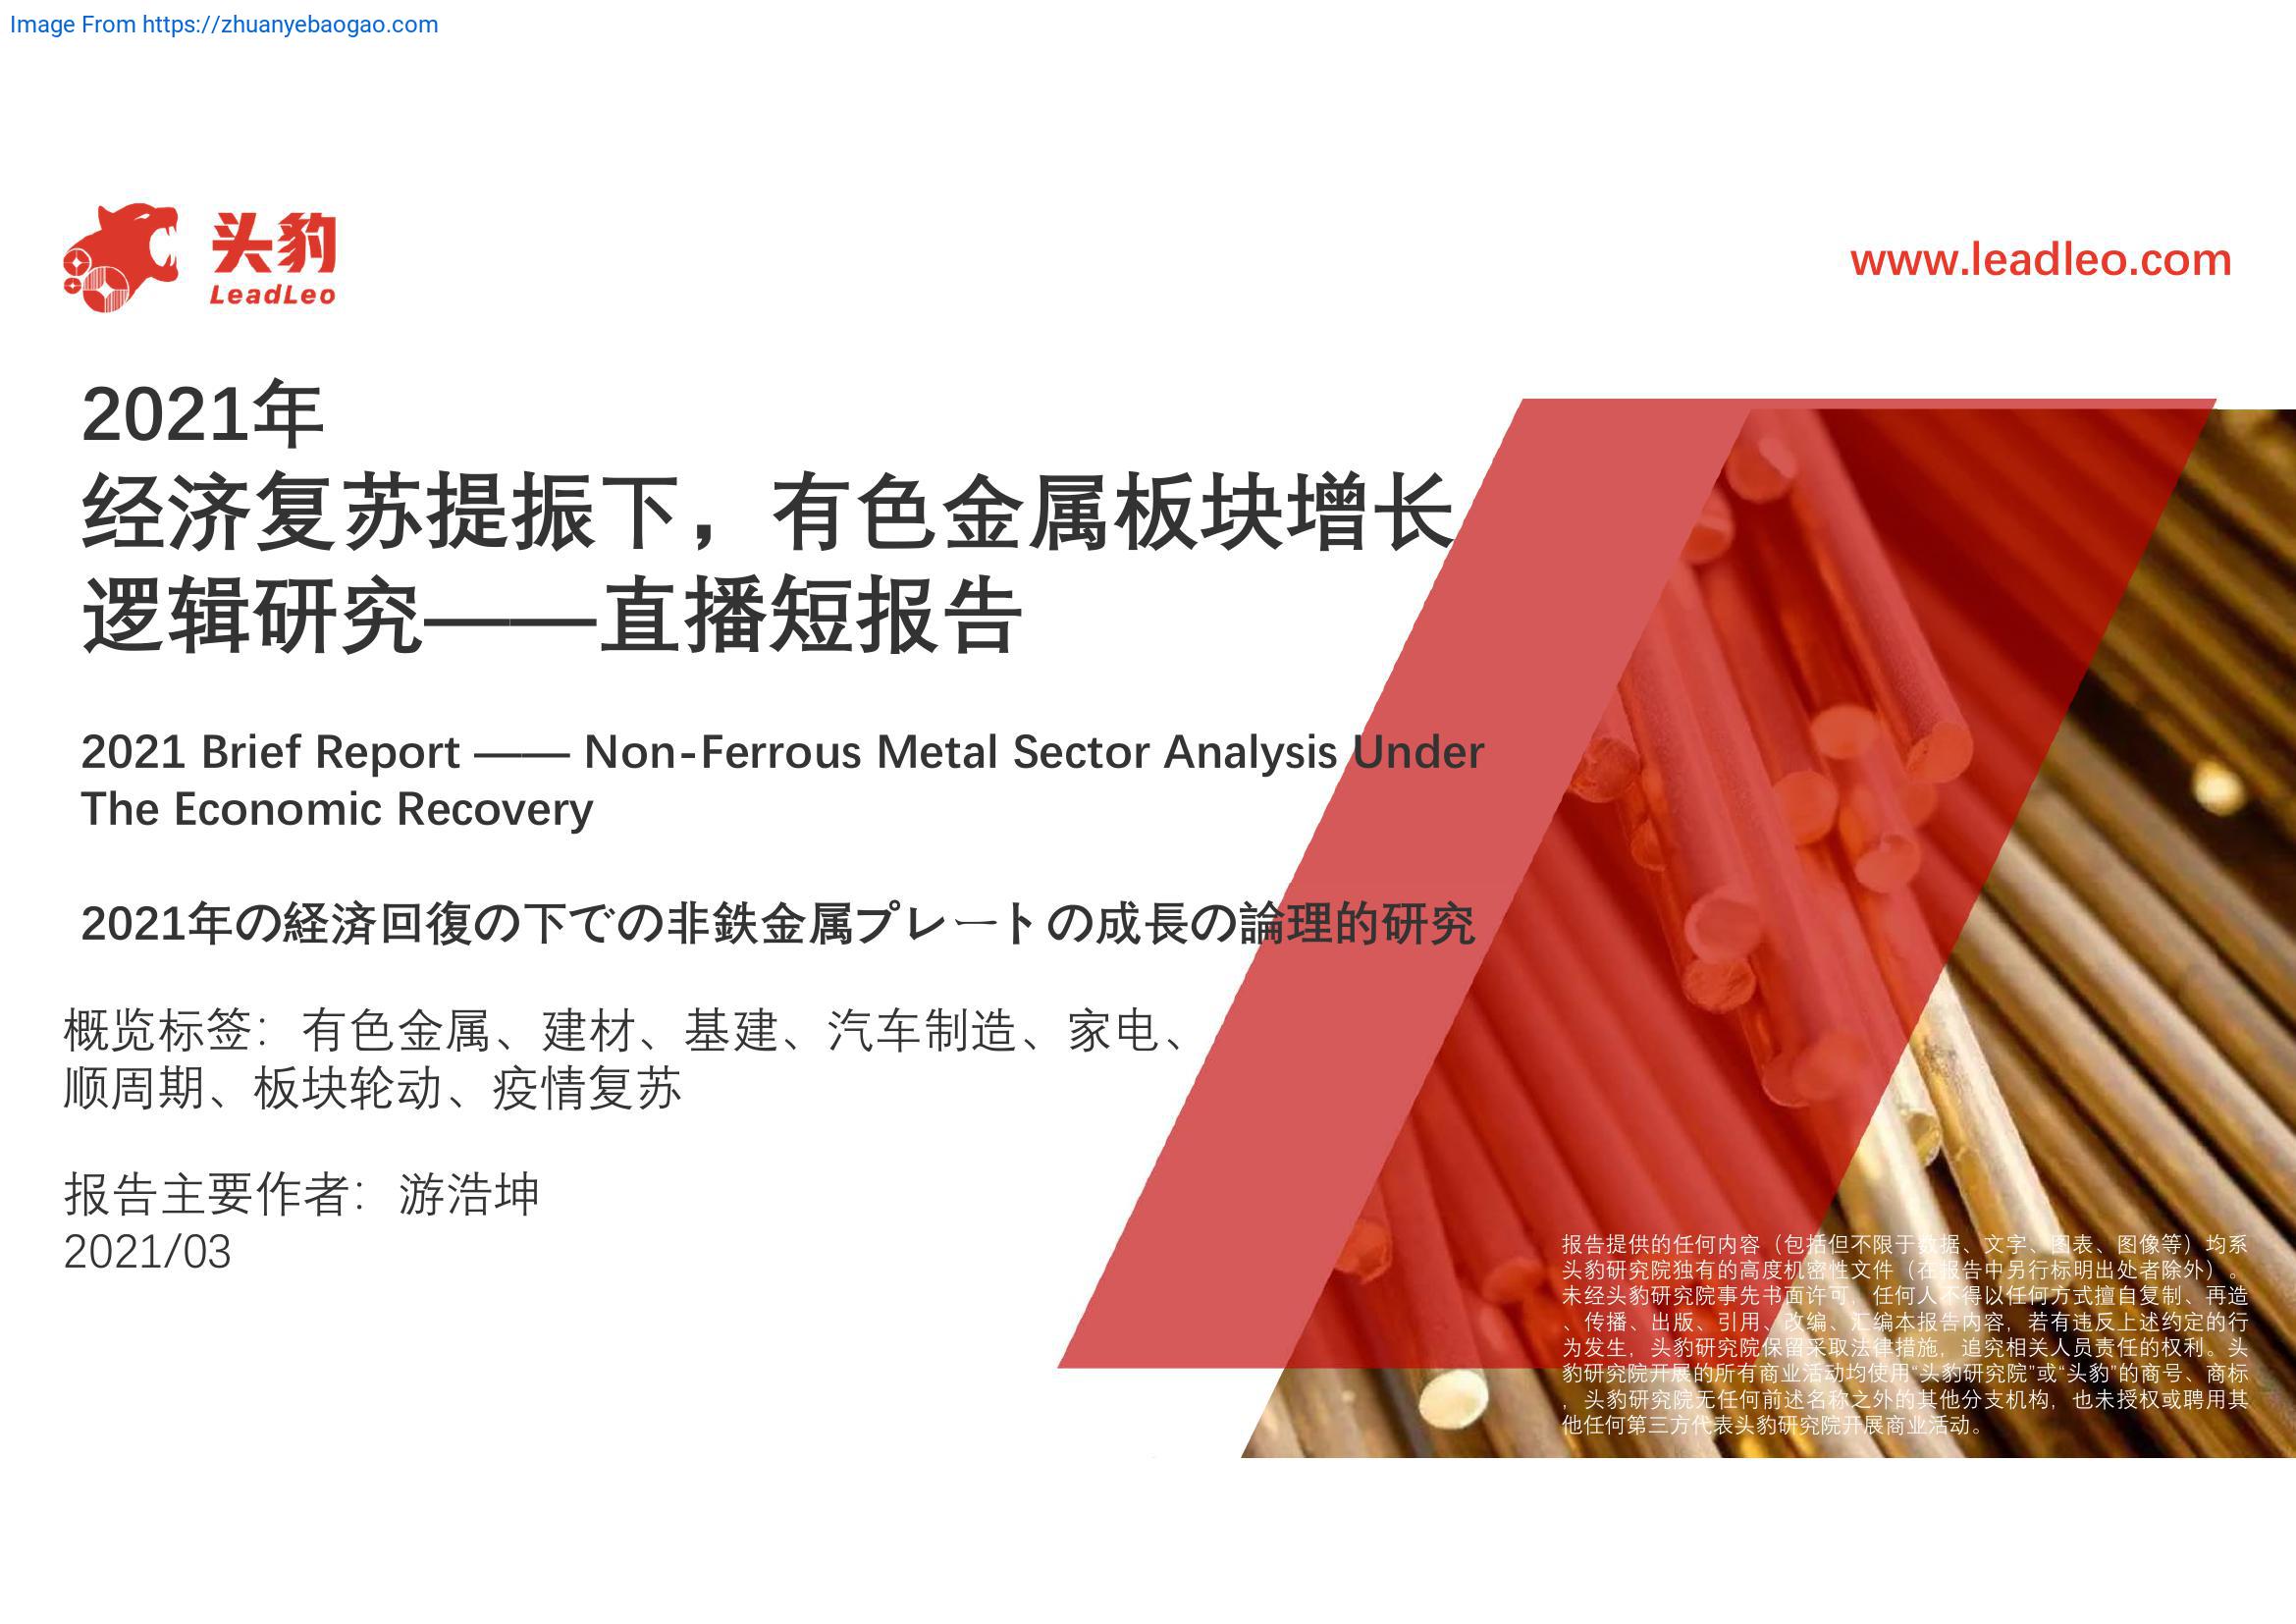 Image From https://zhuanyebaogao.com
头豹
LeadLeo
www.leadleo.com
2021年
经济复苏提振下，有色金属板块增长
逻辑研究——直播短报告
2021 Brief Report —— Non-Ferrous Metal Sector Analysis Under
The Economic Recovery
2021年の経済回復の下での非鉄金属プレートの成長の論理的研究
概览标签：有色金属、建材、基建、汽车制造、家电、
顺周期、板块轮动、疫情复苏
报告主要作者：游浩坤
2021/03
报告提供的任何内容（包括但不限于数据、文字、图表、图像等）均系
头豹研究院独有的高度机密性文件（在报告中另行标明出处者除外）。
未经头豹研究院事先书面许可，任何人不得以任何方式擅自复制、再造
、传播、出版、引用、改编、汇编本报告内容，若有违反上述约定的行
为发生，头豹研究院保留采取法律措施，追究相关人员责任的权利。头
豹研究院开展的所有商业活动均使用“头豹研究院”或“头豹”的商号、商标
，头豹研究院无任何前述名称之外的其他分支机构，也未授权或聘用其
他任何第三方代表头豹研究院开展商业活动。